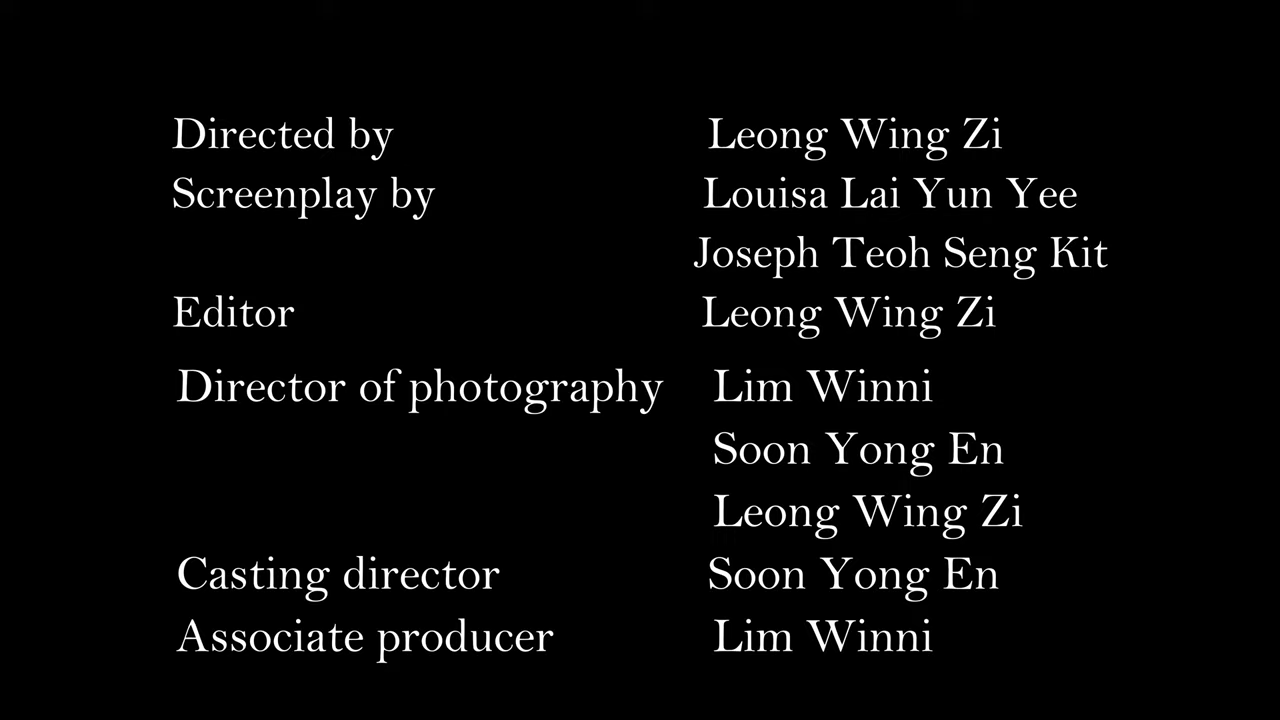 Directed by Leong Wing Zi
Screenplay by Louisa Lai Yun Yee
Joseph Teoh Seng Kit
Editor Leong Wing Zi
Director of photography Lim Winni
Soon Yong En
Leong Wing Zi
Casting director Soon Yong En
Associate producer Lim Winni